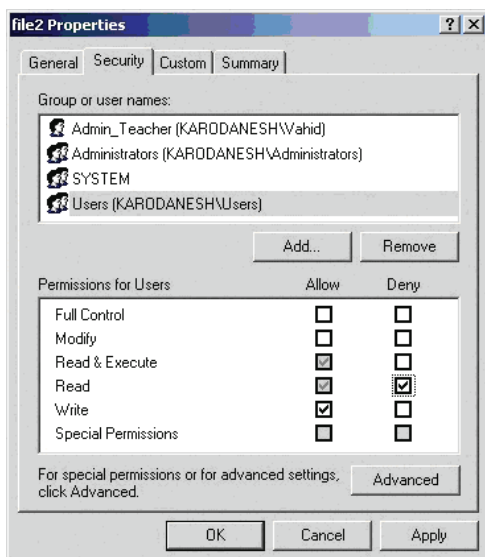 file2 Properties
General Security Custom Summary
Group or user names:
Admin_Teacher (KARODANESH\Vahid)
Administrators (KARODANESH\Administrators)
SYSTEM
Users (KARODANESH\Users)
Add... Remove
Permissions for Users Allow Deny
Full Control
Modify
Read & Execute
Read
Write
Special Permissions
For special permissions or for advanced settings,
click Advanced.
Advanced
OK Cancel Apply